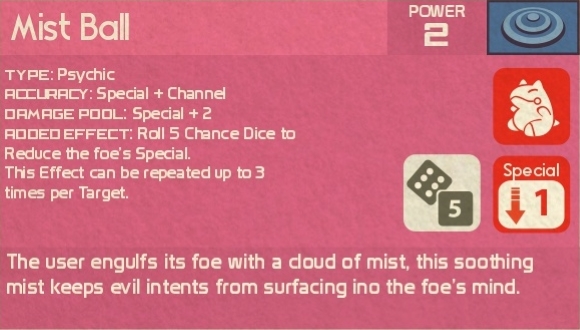 Mist Ball
POWER
2
TYPE: Psychic
ACCURACY: Special + Channel
DAMAGE POOL: Special + 2
ADDED EFFECT: Roll 5 Chance Dice to
Reduce the foe's Special.
This Effect can be repeated up to 3
times per Target.
5
Special
1
The user engulfs its foe with a cloud of mist, this soothing
mist keeps evil intents from surfacing ino the foe's mind.